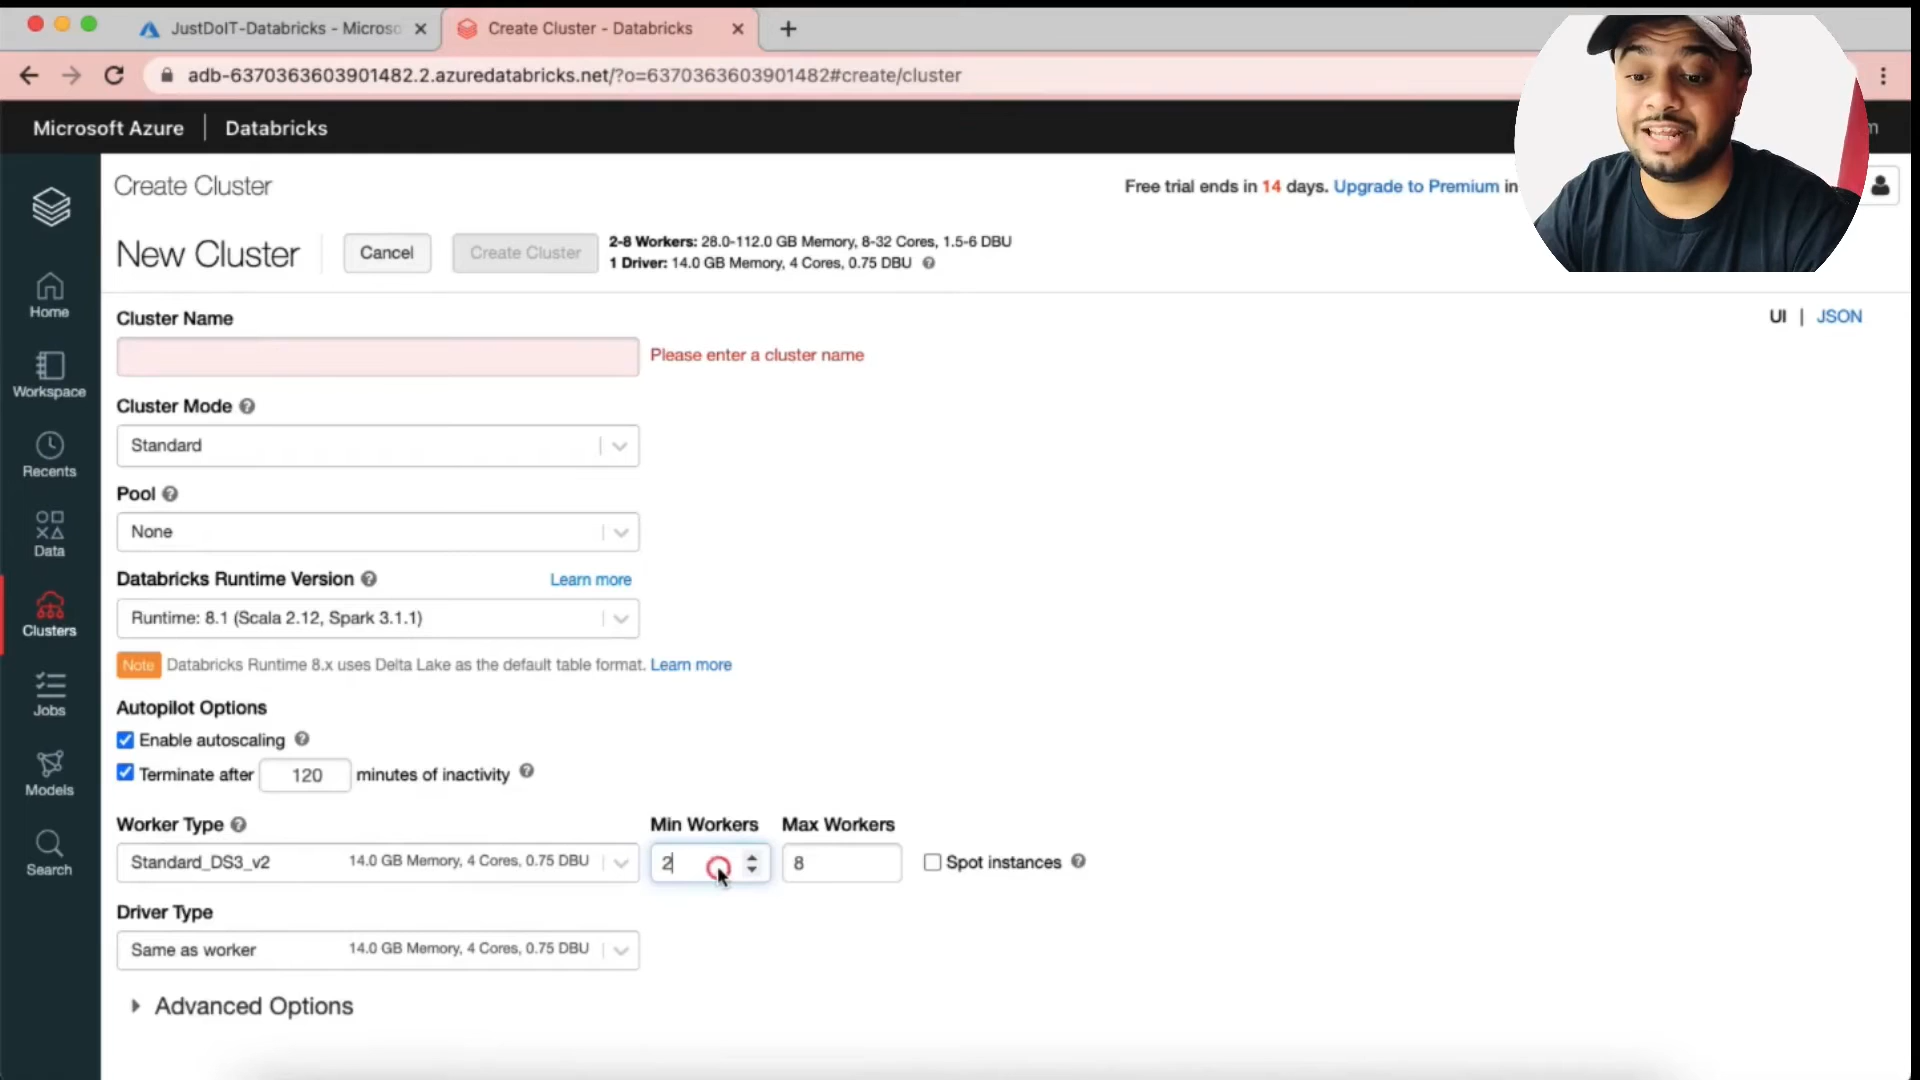 JustDoIT-Databricks - Microso
Create Cluster - Databricks
adb-6370363603901482.2.azuredatabricks.net/?o=6370363603901482#create/cluster
Microsoft Azure
Databricks
Create Cluster
Free trial ends in 14 days. Upgrade to Premium in
New Cluster
Cancel
Create Cluster
2-8 Workers: 28.0-112.0 GB Memory, 8-32 Cores, 1.5-6 DBU
1 Driver: 14.0 GB Memory, 4 Cores, 0.75 DBU
UI | JSON
Home
Workspace
Recents
Data
Clusters
Jobs
Models
Search
Cluster Name
Please enter a cluster name
Cluster Mode
Standard
Pool
None
Databricks Runtime Version
Learn more
Runtime: 8.1 (Scala 2.12, Spark 3.1.1)
Note Databricks Runtime 8.x uses Delta Lake as the default table format. Learn more
Autopilot Options
Enable autoscaling
Terminate after 120 minutes of inactivity
Worker Type
Min Workers
Max Workers
Standard_DS3_v2 14.0 GB Memory, 4 Cores, 0.75 DBU
2
8
Spot instances
Driver Type
Same as worker 14.0 GB Memory, 4 Cores, 0.75 DBU
Advanced Options